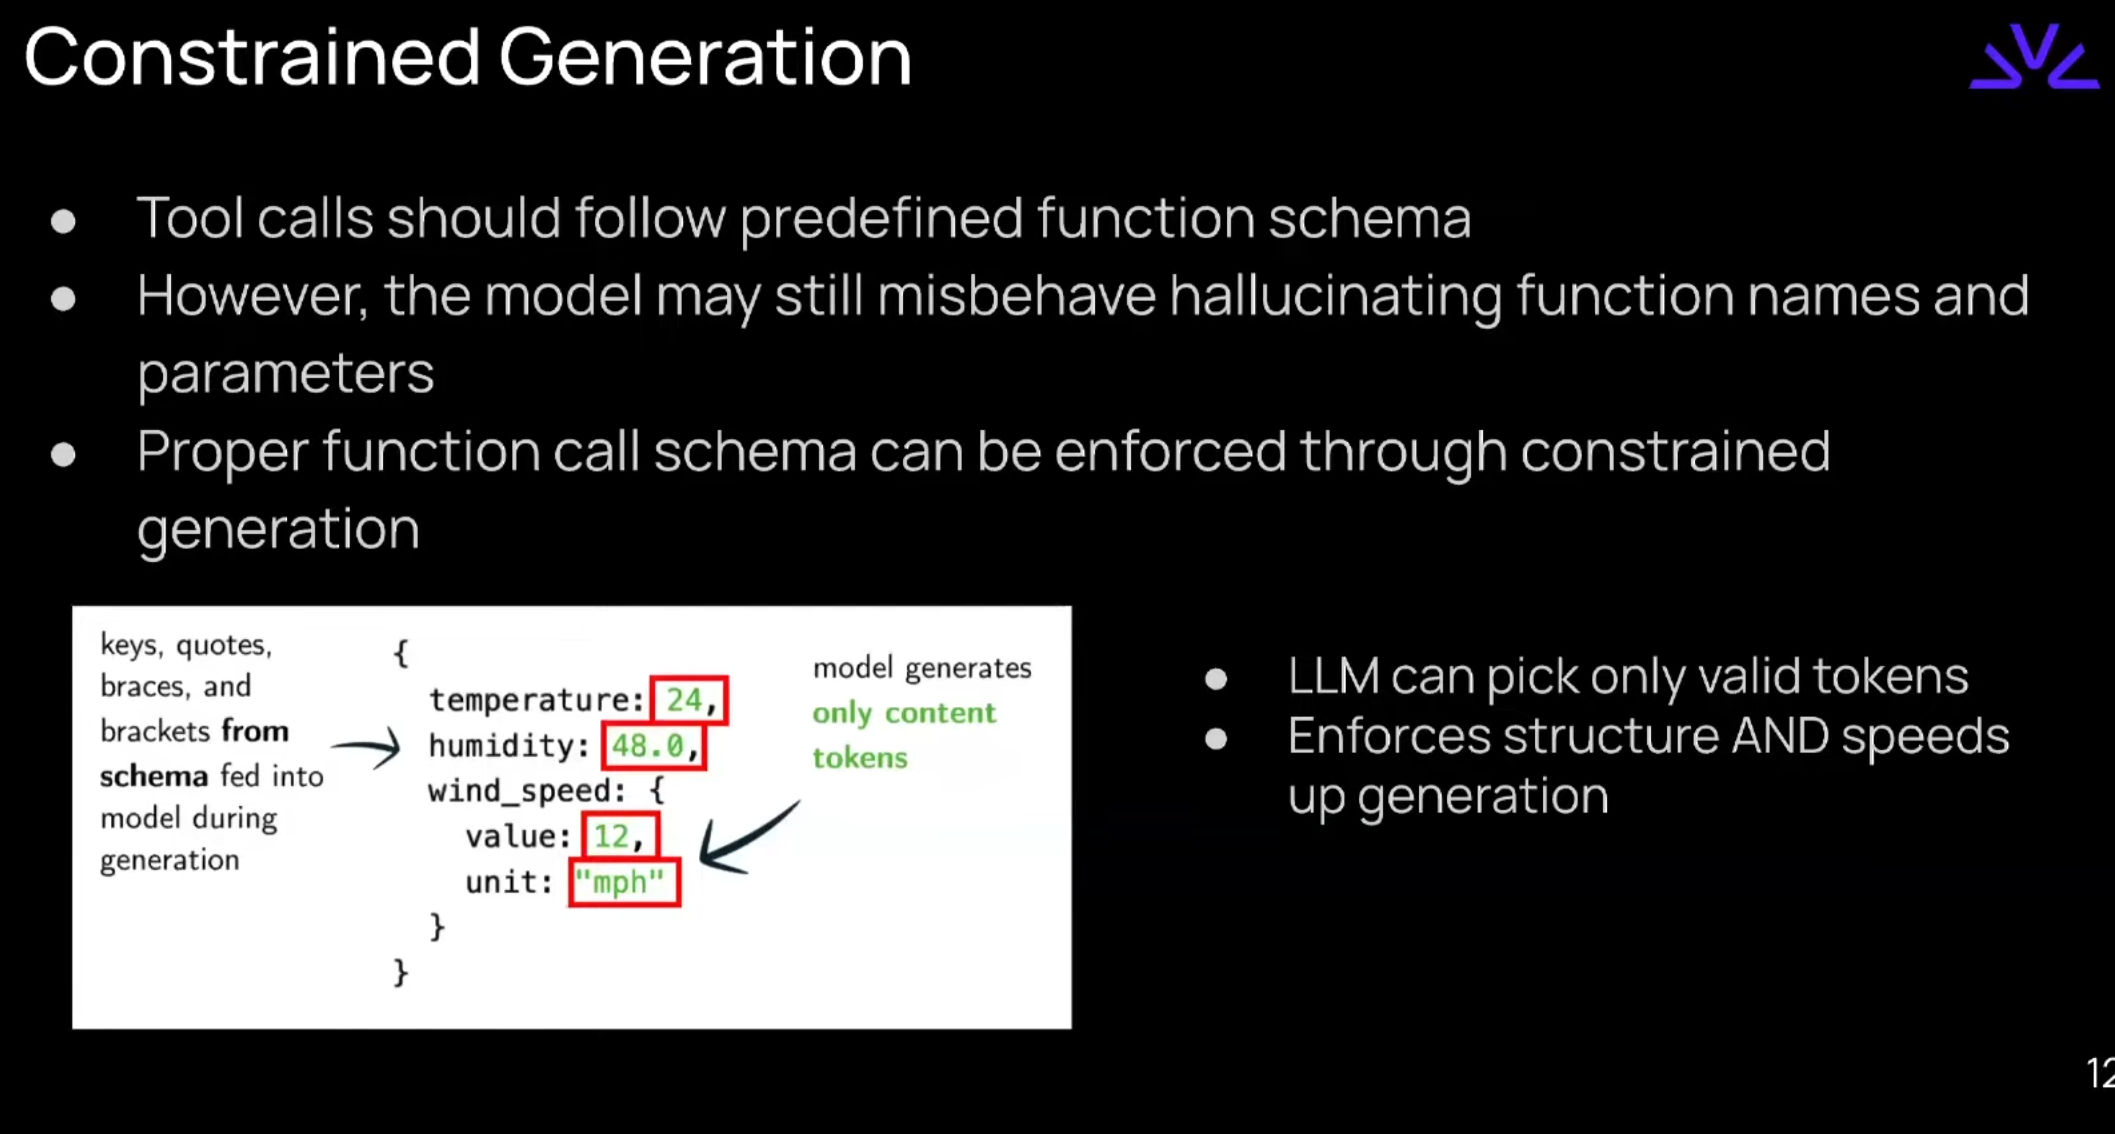 Constrained Generation
● Tool calls should follow predefined function schema
● However, the model may still misbehave hallucinating function names and
parameters
● Proper function call schema can be enforced through constrained
generation
keys, quotes,
braces, and
brackets from
schema fed into
model during
generation
{
temperature: 24,
humidity: 48.0,
wind_speed: {
value: 12,
unit: "mph"
}
}
model generates
only content
tokens
● LLM can pick only valid tokens
● Enforces structure AND speeds
up generation
12